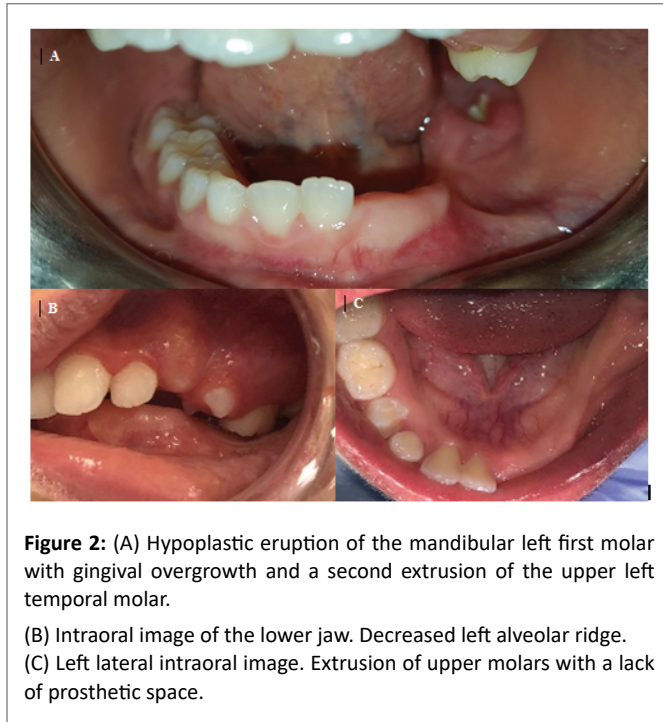 A
B
C
Figure 2: (A) Hypoplastic eruption of the mandibular left first molar
with gingival overgrowth and a second extrusion of the upper left
temporal molar.
(B) Intraoral image of the lower jaw. Decreased left alveolar ridge.
(C) Left lateral intraoral image. Extrusion of upper molars with a lack
of prosthetic space.